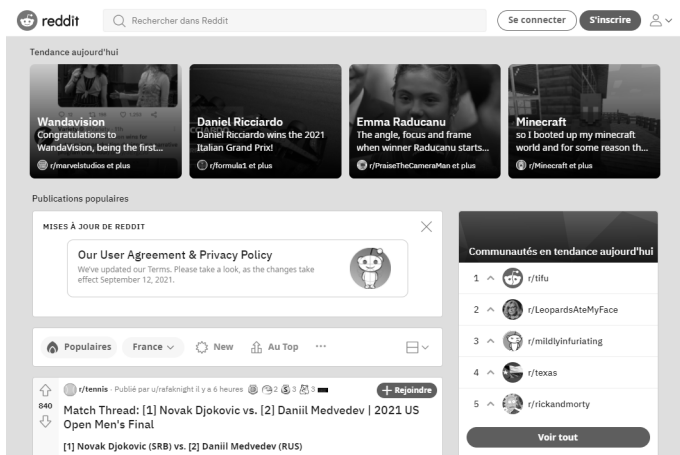 reddit
Rechercher dans Reddit
Se connecter
S'inscrire
Tendance aujourd'hui
Wandavision
Congratulations to
WandaVision, being the first...
r/marvelstudios et plus
Daniel Ricciardo
Daniel Ricciardo wins the 2021
Italian Grand Prix!
r/formula1 et plus
Emma Raducanu
The angle, focus and frame
when winner Raducanu starts...
r/PraiseTheCameraMan et plus
Minecraft
so I booted up my minecraft
world and for some reason th...
r/Minecraft et plus
Publications populaires
MISES À JOUR DE REDDIT
Our User Agreement & Privacy Policy
We've updated our Terms. Please take a look, as the changes take
effect September 12, 2021.
Populaires
France
New
Au Top
...
840
r/tennis · Publié par u/rafaknight il y a 6 heures 2 3 3
Rejoindre
Match Thread: [1] Novak Djokovic vs. [2] Daniil Medvedev | 2021 US
Open Men's Final
[1] Novak Djokovic (SRB) vs. [2] Daniil Medvedev (RUS)
Communautés en tendance aujourd'hui
1 r/tifu
2 r/LeopardsAteMyFace
3 r/mildlyinfuriating
4 r/texas
5 r/rickandmorty
Voir tout